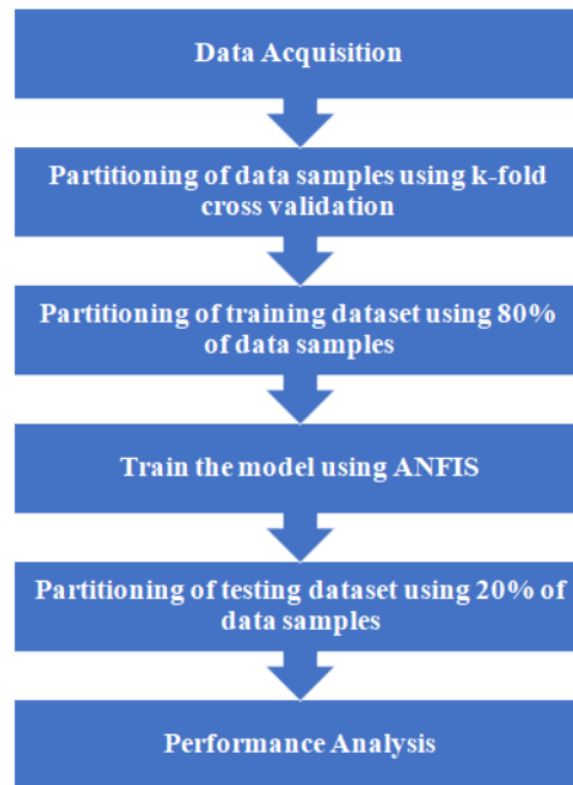 Data Acquisition
Partitioning of data samples using k-fold
cross validation
Partitioning of training dataset using 80%
of data samples
Train the model using ANFIS
Partitioning of testing dataset using 20% of
data samples
Performance Analysis